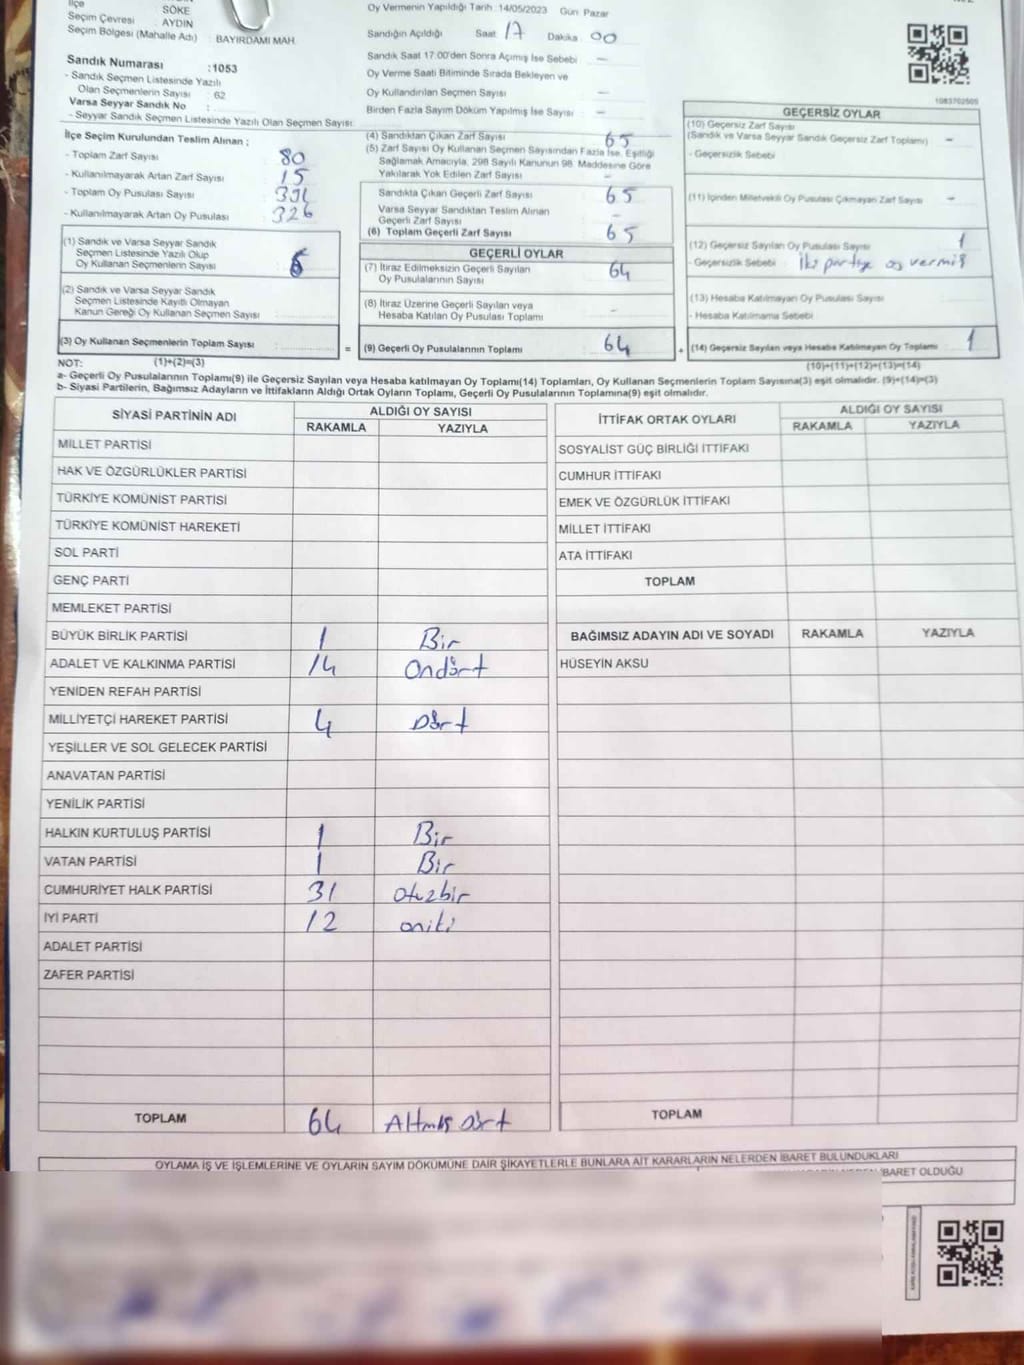 İlçe : SÖKE
Seçim Çevresi : AYDIN
Seçim Bölgesi (Mahalle Adı) : BAYIRDAMI MAH.
Sandık Numarası : 1053
- Sandık Seçmen Listesinde Yazılı
Olan Seçmenlerin Sayısı : 62
Varsa Seyyar Sandık No :
- Seyyar Sandık Seçmen Listesinde Yazılı Olan Seçmen Sayısı:
Oy Vermenin Yapıldığı Tarih : 14/05/2023 Gün : Pazar
Sandığın Açıldığı Saat : 17 Dakika : 00
Sandık Saat 17.00'den Sonra Açımış İse Sebebi —
Oy Verme Saati Bitiminde Sırada Bekleyen ve
Oy Kullandırılan Seçmen Sayısı —
Birden Fazla Sayım Döküm Yapılmış İse Sayısı —
1083702505
İlçe Seçim Kurulundan Teslim Alınan ;
- Toplam Zarf Sayısı : 80
- Kullanılmayarak Artan Zarf Sayısı : 15
- Toplam Oy Pusulası Sayısı : 391
- Kullanılmayarak Artan Oy Pusulası : 326
(4) Sandıktan Çıkan Zarf Sayısı 65
(5) Zarf Sayısı Oy Kullanan Seçmen Sayısından Fazla İse, Eşitliği
Sağlamak Amacıyla, 298 Sayılı Kanunun 98. Maddesine Göre
Yakılarak Yok Edilen Zarf Sayısı —
Sandıkta Çıkan Geçerli Zarf Sayısı 65
Varsa Seyyar Sandıktan Teslim Alınan
Geçerli Zarf Sayısı -
(6) Toplam Geçerli Zarf Sayısı 65
GEÇERSİZ OYLAR
(10) Geçersiz Zarf Sayısı
(Sandık ve Varsa Seyyar Sandık Geçersiz Zarf Toplamı) —
- Geçersizlik Sebebi
(11) İçinden Milletvekili Oy Pusulası Çıkmayan Zarf Sayısı —
(12) Geçersiz Sayılan Oy Pusulası Sayısı 1
- Geçersizlik Sebebi İki partiye oy vermiş
(13) Hesaba Katılmayan Oy Pusulası Sayısı
- Hesaba Katılmama Sebebi
(14) Geçersiz Sayılan veya Hesaba Katılmayan Oy Toplamı 1
(10)+(11)+(12)+(13)=(14)
(1) Sandık ve Varsa Seyyar Sandık
Seçmen Listesinde Yazılı Olup
Oy Kullanan Seçmenlerin Sayısı :
(2) Sandık ve Varsa Seyyar Sandık
Seçmen Listesinde Kayıtlı Olmayan
Kanun Gereği Oy Kullanan Seçmen Sayısı :
(3) Oy Kullanan Seçmenlerin Toplam Sayısı : =
(1)+(2)=(3)
GEÇERLİ OYLAR
(7) İtiraz Edilmeksizin Geçerli Sayılan
Oy Pusulalarının Sayısı 64
(8) İtiraz Üzerine Geçerli Sayılan veya
Hesaba Katılan Oy Pusulası Toplamı -
(9) Geçerli Oy Pusulalarının Toplamı 64 +
NOT:
a- Geçerli Oy Pusulalarının Toplamı(9) ile Geçersiz Sayılan veya Hesaba katılmayan Oy Toplamı(14) Toplamları, Oy Kullanan Seçmenlerin Toplam Sayısına(3) eşit olmalıdır. (9)+(14)=(3)
b- Siyasi Partilerin, Bağımsız Adayların ve İttifakların Aldığı Ortak Oyların Toplamı, Geçerli Oy Pusulalarının Toplamına(9) eşit olmalıdır.
SİYASİ PARTİNİN ADI ALDIĞI OY SAYISI
RAKAMLA YAZIYLA
MİLLET PARTİSİ
HAK VE ÖZGÜRLÜKLER PARTİSİ
TÜRKİYE KOMÜNİST PARTİSİ
TÜRKİYE KOMÜNİST HAREKETİ
SOL PARTİ
GENÇ PARTİ
MEMLEKET PARTİSİ
BÜYÜK BİRLİK PARTİSİ 1 Bir
ADALET VE KALKINMA PARTİSİ 14 Ondört
YENİDEN REFAH PARTİSİ
MİLLİYETÇİ HAREKET PARTİSİ 4 Dört
YEŞİLLER VE SOL GELECEK PARTİSİ
ANAVATAN PARTİSİ
YENİLİK PARTİSİ
HALKIN KURTULUŞ PARTİSİ 1 Bir
VATAN PARTİSİ 1 Bir
CUMHURİYET HALK PARTİSİ 31 otuzbir
İYİ PARTİ 12 oniki
ADALET PARTİSİ
ZAFER PARTİSİ
TOPLAM 64 Altmış dört
İTTİFAK ORTAK OYLARI ALDIĞI OY SAYISI
RAKAMLA YAZIYLA
SOSYALİST GÜÇ BİRLİĞİ İTTİFAKI
CUMHUR İTTİFAKI
EMEK VE ÖZGÜRLÜK İTTİFAKI
MİLLET İTTİFAKI
ATA İTTİFAKI
TOPLAM
BAĞIMSIZ ADAYIN ADI VE SOYADI RAKAMLA YAZIYLA
HÜSEYİN AKSU
TOPLAM
OYLAMA İŞ VE İŞLEMLERİNE VE OYLARIN SAYIM DÖKÜMÜNE DAİR ŞİKAYETLERLE BUNLARA AİT KARARLARIN NELERDEN İBARET BULUNDUKLARI
İBARET OLDUĞU